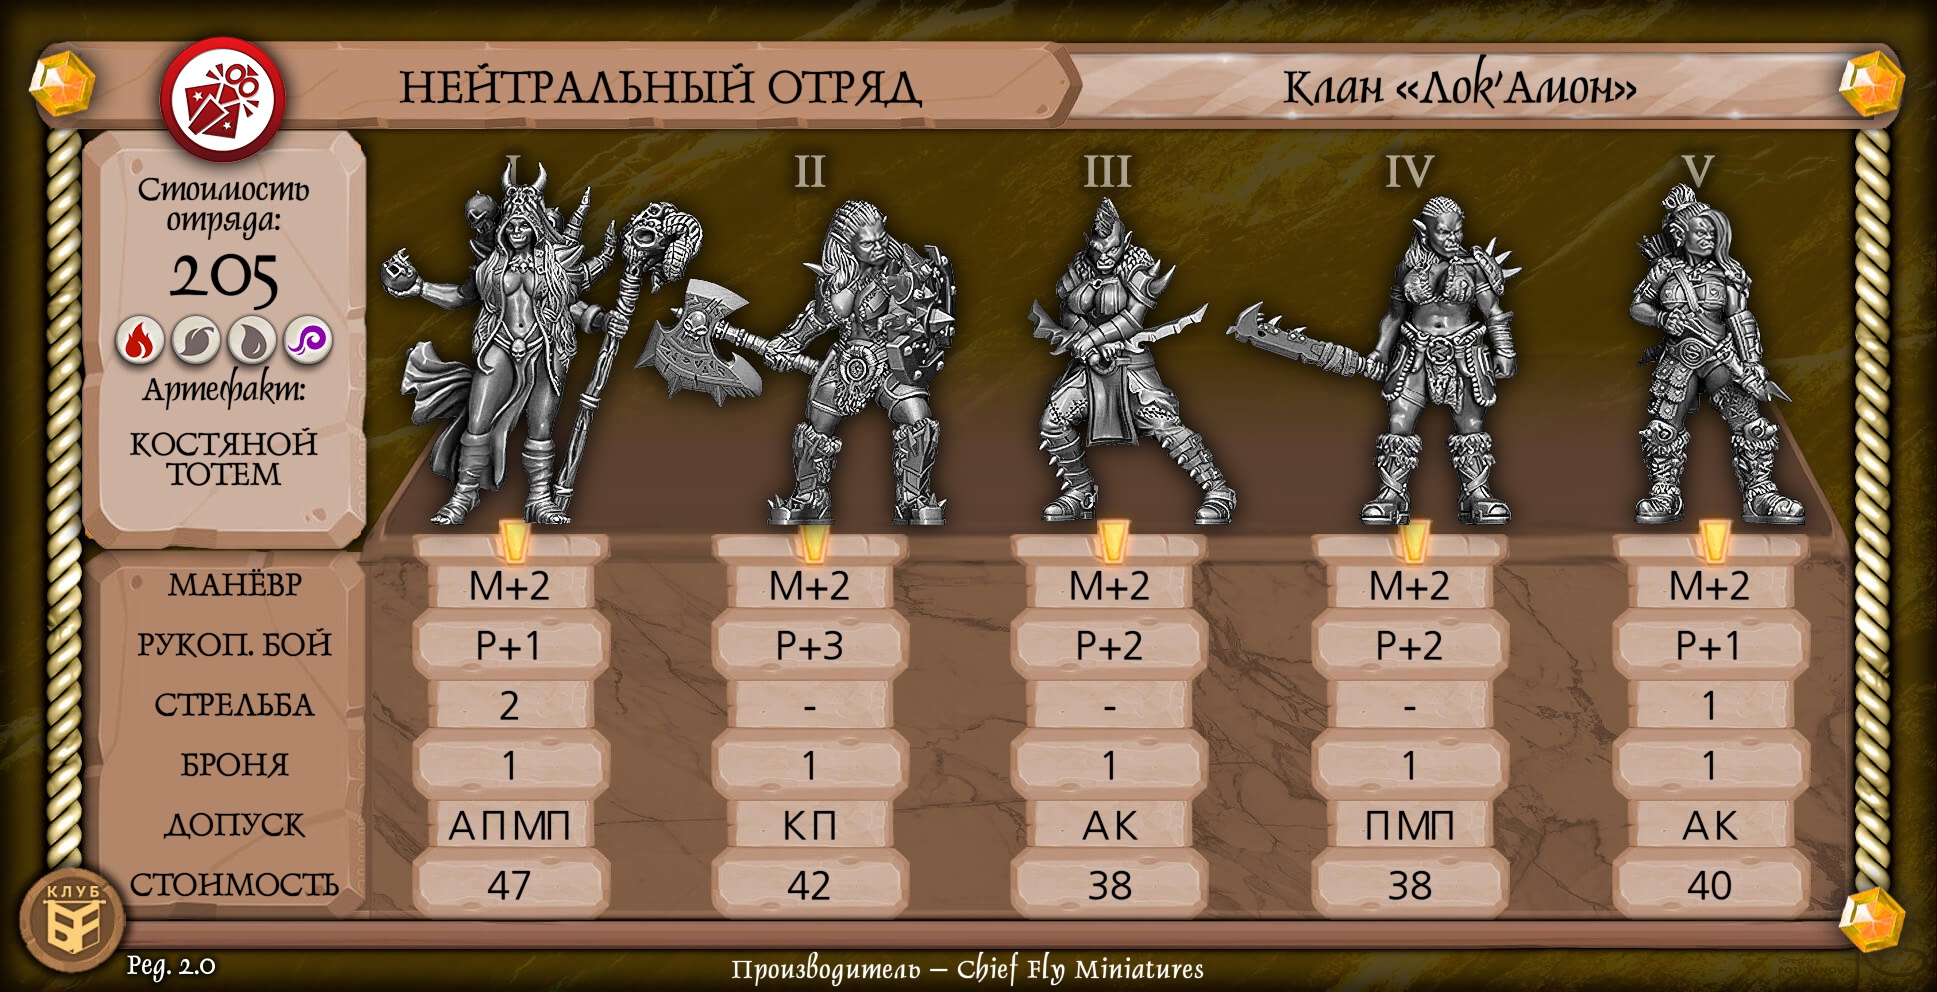 НЕЙТРАЛЬНЫЙ ОТРЯД
Клан «Лок'Амон»
Стоимость
отряда:
205
Артефакт:
КОСТЯНОЙ
ТОТЕМ
I II III IV V
МАНЁВР М+2 М+2 М+2 М+2 М+2
РУКОП. БОЙ Р+1 Р+3 Р+2 Р+2 Р+1
СТРЕЛЬБА 2 - - - 1
БРОНЯ 1 1 1 1 1
ДОПУСК АПМП КП АК ПМП АК
СТОИМОСТЬ 47 42 38 38 40
КЛУБ
Ред. 2.0
Производитель – Chief Fly Miniatures